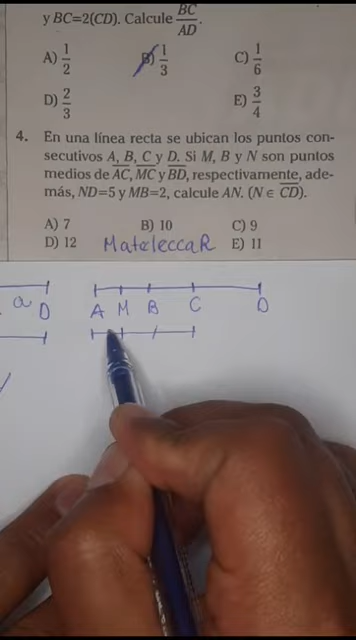 y BC=2(CD). Calcule BC/AD.
A) 1/2 B) 1/3 C) 1/6
D) 2/3 E) 3/4
4. En una línea recta se ubican los puntos con-
secutivos A, B, C y D. Si M, B y N son puntos
medios de AC, MC y BD, respectivamente, ade-
más, ND=5 y MB=2, calcule AN. (N ∈ CD).
A) 7 B) 10 C) 9
D) 12 MateleccaR E) 11
a D A M B C D